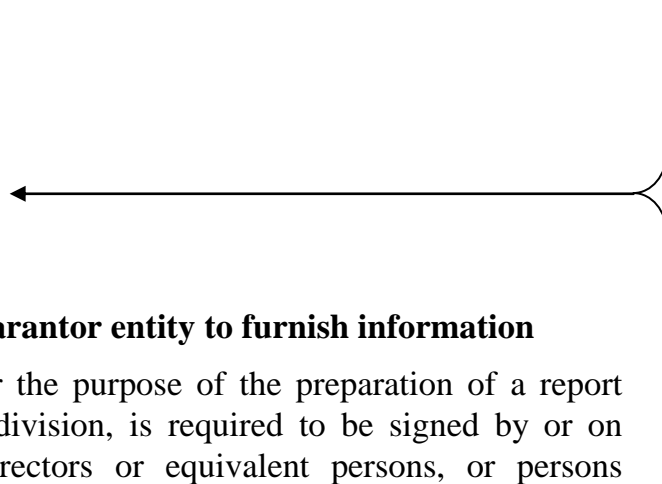 arantor entity to furnish information
the purpose of the preparation of a report
division, is required to be signed by or on
rectors or equivalent persons, or persons